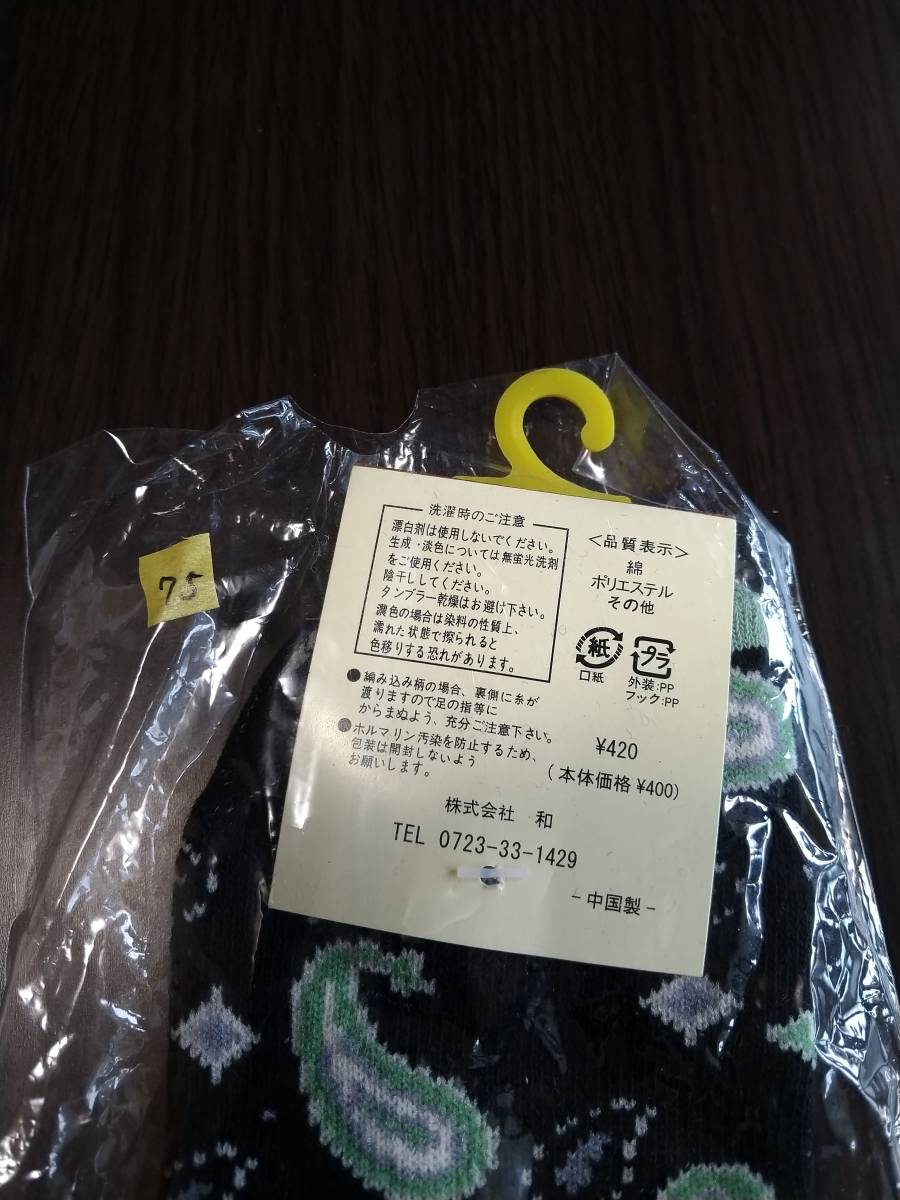 75
洗濯時のご注意
漂白剤は使用しないでください。
生成・淡色については無蛍光洗剤
をご使用ください。
陰干ししてください。
タンブラー乾燥はお避け下さい。
濃色の場合は染料の性質上、
濡れた状態で擦られると
色移りする恐れがあります。
●編み込み柄の場合、裏側に糸が
渡りますので足の指等に
からまぬよう、充分ご注意下さい。
●ホルマリン汚染を防止するため、
包装は開封しないよう
お願いします。
<品質表示>
綿
ポリエステル
その他
紙
口紙
プラ
外装:PP
フック:PP
¥420
(本体価格¥400)
株式会社 和
TEL 0723-33-1429
-中国製-